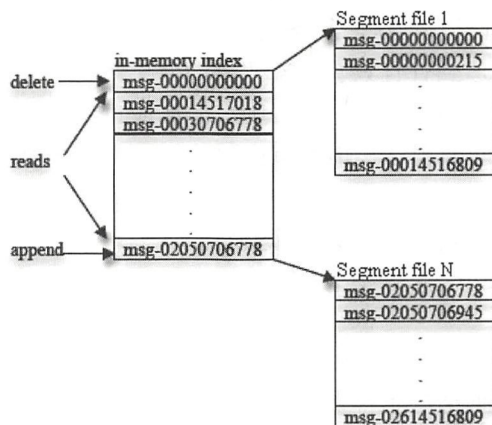 Segment file 1
in-memory index
msg-00000000000
msg-00000000215
.
.
.
msg-00014516809
delete
msg-00000000000
msg-00014517018
msg-00030706778
reads
.
.
.
.
append
msg-02050706778
Segment file N
msg-02050706778
msg-02050706945
.
.
.
.
msg-02614516809